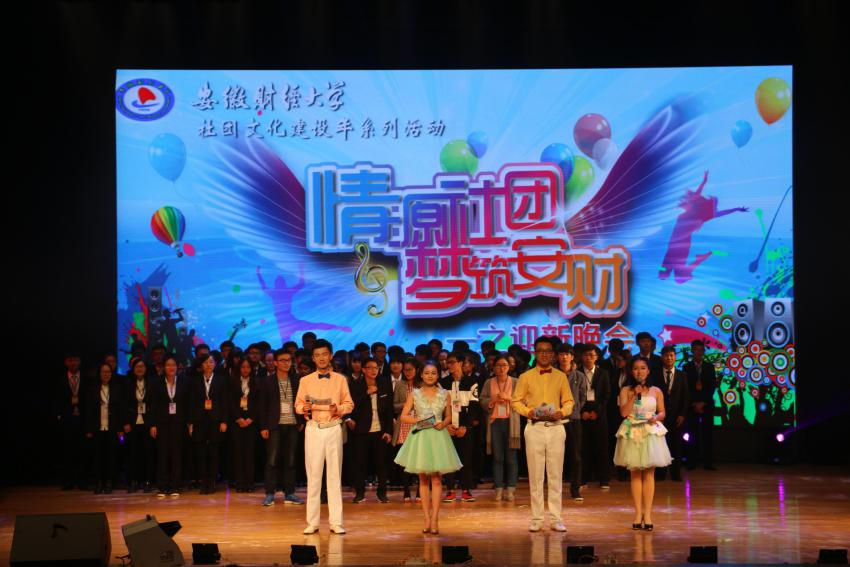 安徽财经大学
社团文化建设年系列活动
情源社团
梦筑安财
——之迎新晚会